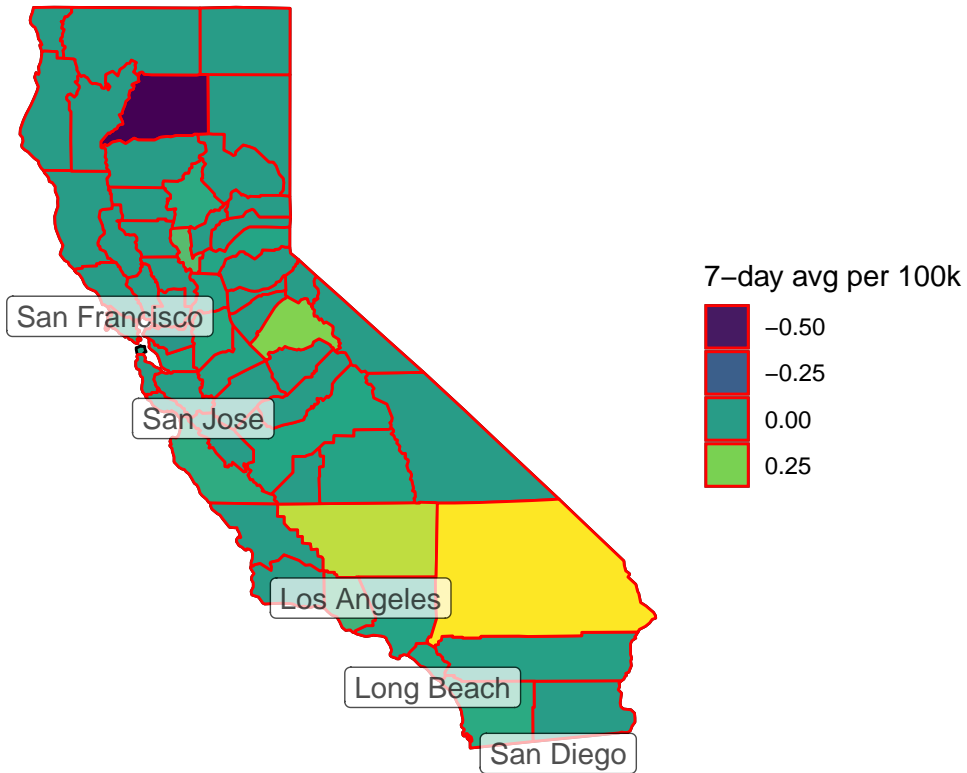 San Francisco
San Jose
Los Angeles
Long Beach
San Diego
7−day avg per 100k
−0.50
−0.25
0.00
0.25